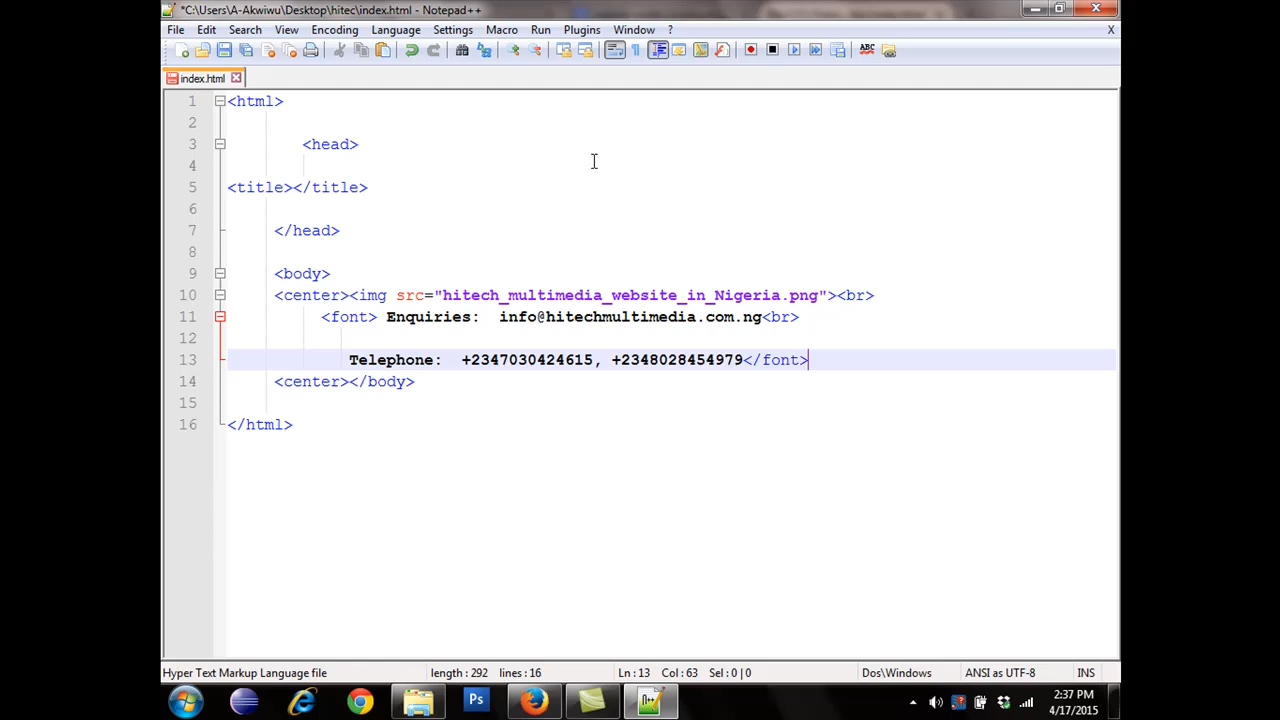 *C:\Users\A-Akwiwu\Desktop\hitec\index.html - Notepad++
File Edit Search View Encoding Language Settings Macro Run Plugins Window ? X
ABC
index.html
1 <html>
2
3 <head>
4
5 <title></title>
6
7 </head>
8
9 <body>
10 <center><img src="hitech_multimedia_website_in_Nigeria.png"><br>
11 <font> Enquiries: info@hitechmultimedia.com.ng<br>
12
13 Telephone: +2347030424615, +2348028454979</font>
14 <center></body>
15
16 </html>
Hyper Text Markup Language file length : 292 lines : 16 Ln : 13 Col : 63 Sel : 0 | 0 Dos\Windows ANSI as UTF-8 INS
Ps
2:37 PM
4/17/2015